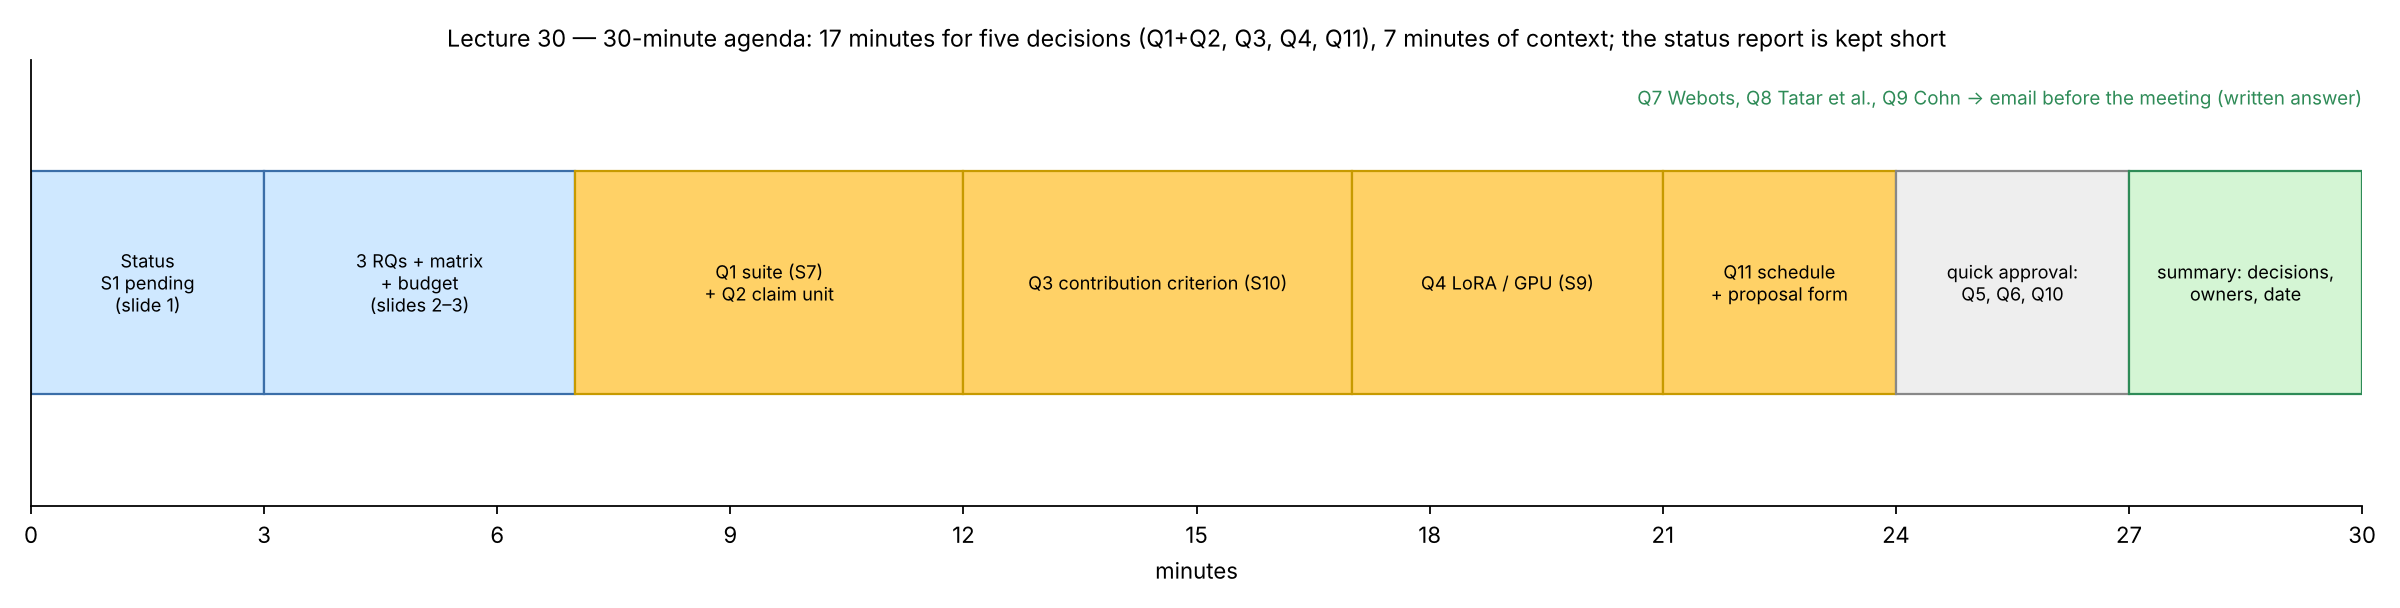 Lecture 30 — 30-minute agenda: 17 minutes for five decisions (Q1+Q2, Q3, Q4, Q11), 7 minutes of context; the status report is kept short
Q7 Webots, Q8 Tatar et al., Q9 Cohn → email before the meeting (written answer)
Status
S1 pending
(slide 1)
3 RQs + matrix
+ budget
(slides 2–3)
Q1 suite (S7)
+ Q2 claim unit
Q3 contribution criterion (S10)
Q4 LoRA / GPU (S9)
Q11 schedule
+ proposal form
quick approval:
Q5, Q6, Q10
summary: decisions,
owners, date
0 3 6 9 12 15 18 21 24 27 30
minutes